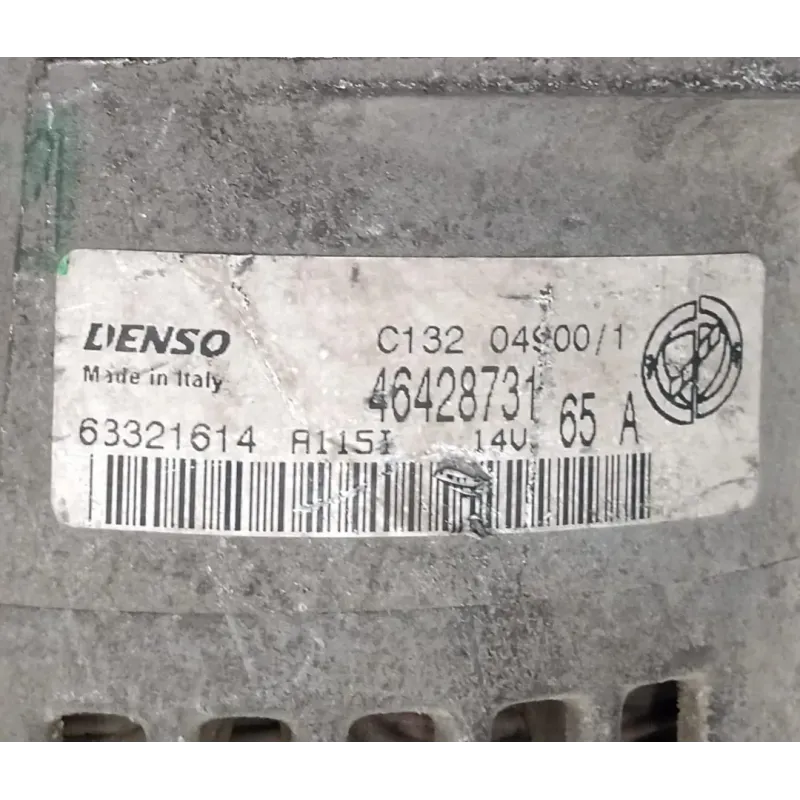 DENSO
Made in Italy
C132 04900/1
46428731
65 A
63321614 A115I 14V